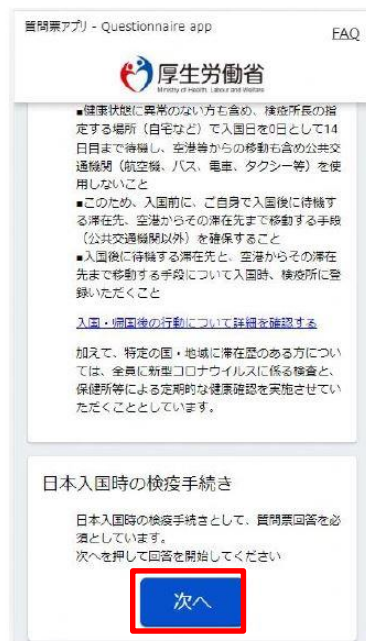 質問票アプリ - Questionnaire app
FAQ
厚生労働省
Ministry of Health, Labour and Welfare
■健康状態に異常のない方も含め、検疫所長の指
定する場所（自宅など）で入国日を0日として14
日目まで待機し、空港等からの移動も含め公共交
通機関（航空機、バス、電車、タクシー等）を使
用しないこと
■このため、入国前に、ご自身で入国後に待機す
る滞在先、空港からその滞在先まで移動する手段
（公共交通機関以外）を確保すること
■入国後に待機する滞在先と、空港からその滞在
先まで移動する手段について入国時、検疫所に登
録いただくこと
入国・帰国後の行動について詳細を確認する
加えて、特定の国・地域に滞在歴のある方につい
ては、全員に新型コロナウイルスに係る検査と、
保健所等による定期的な健康確認を実施させてい
ただくこととしています。
日本入国時の検疫手続き
日本入国時の検疫手続きとして、質問票回答を必
須としています。
次へを押して回答を開始してください
次へ